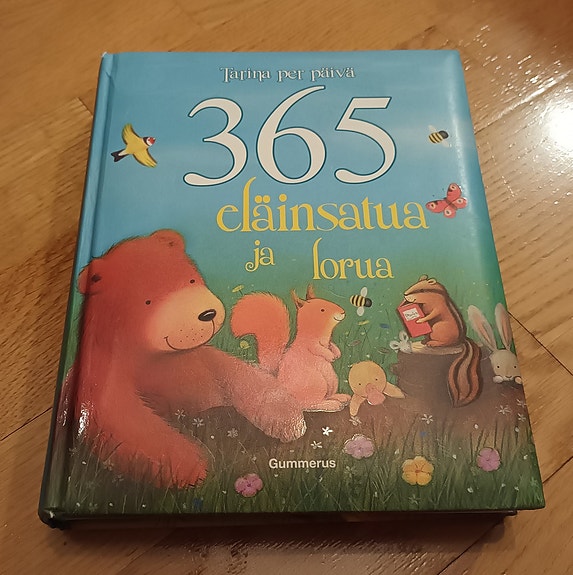 Tarina per päivä
365
eläinsatua
ja lorua
Gummerus